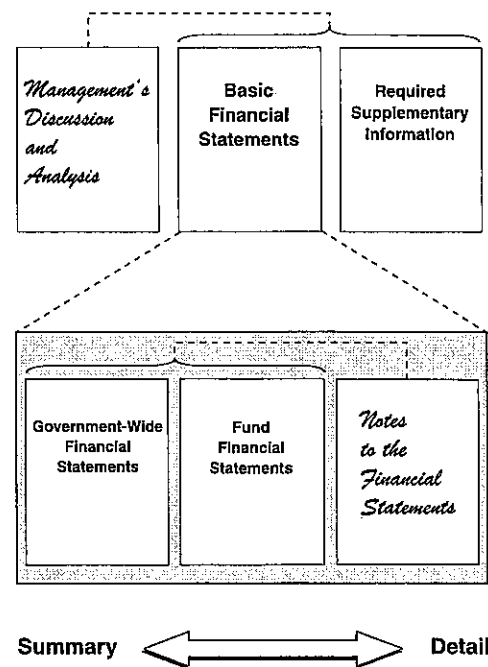 Management's
Discussion
and
Analysis
Basic
Financial
Statements
Required
Supplementary
Information
Government-Wide
Financial
Statements
Fund
Financial
Statements
Notes
to the
Financial
Statements
Summary
Detail